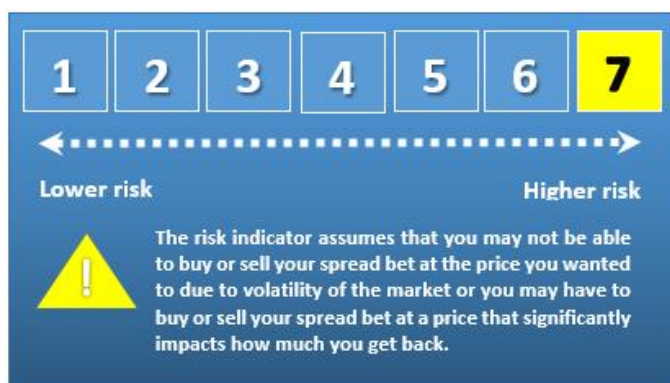 1 2 3 4 5 6 7
Lower risk Higher risk
!
The risk indicator assumes that you may not be able
to buy or sell your spread bet at the price you wanted
to due to volatility of the market or you may have to
buy or sell your spread bet at a price that significantly
impacts how much you get back.